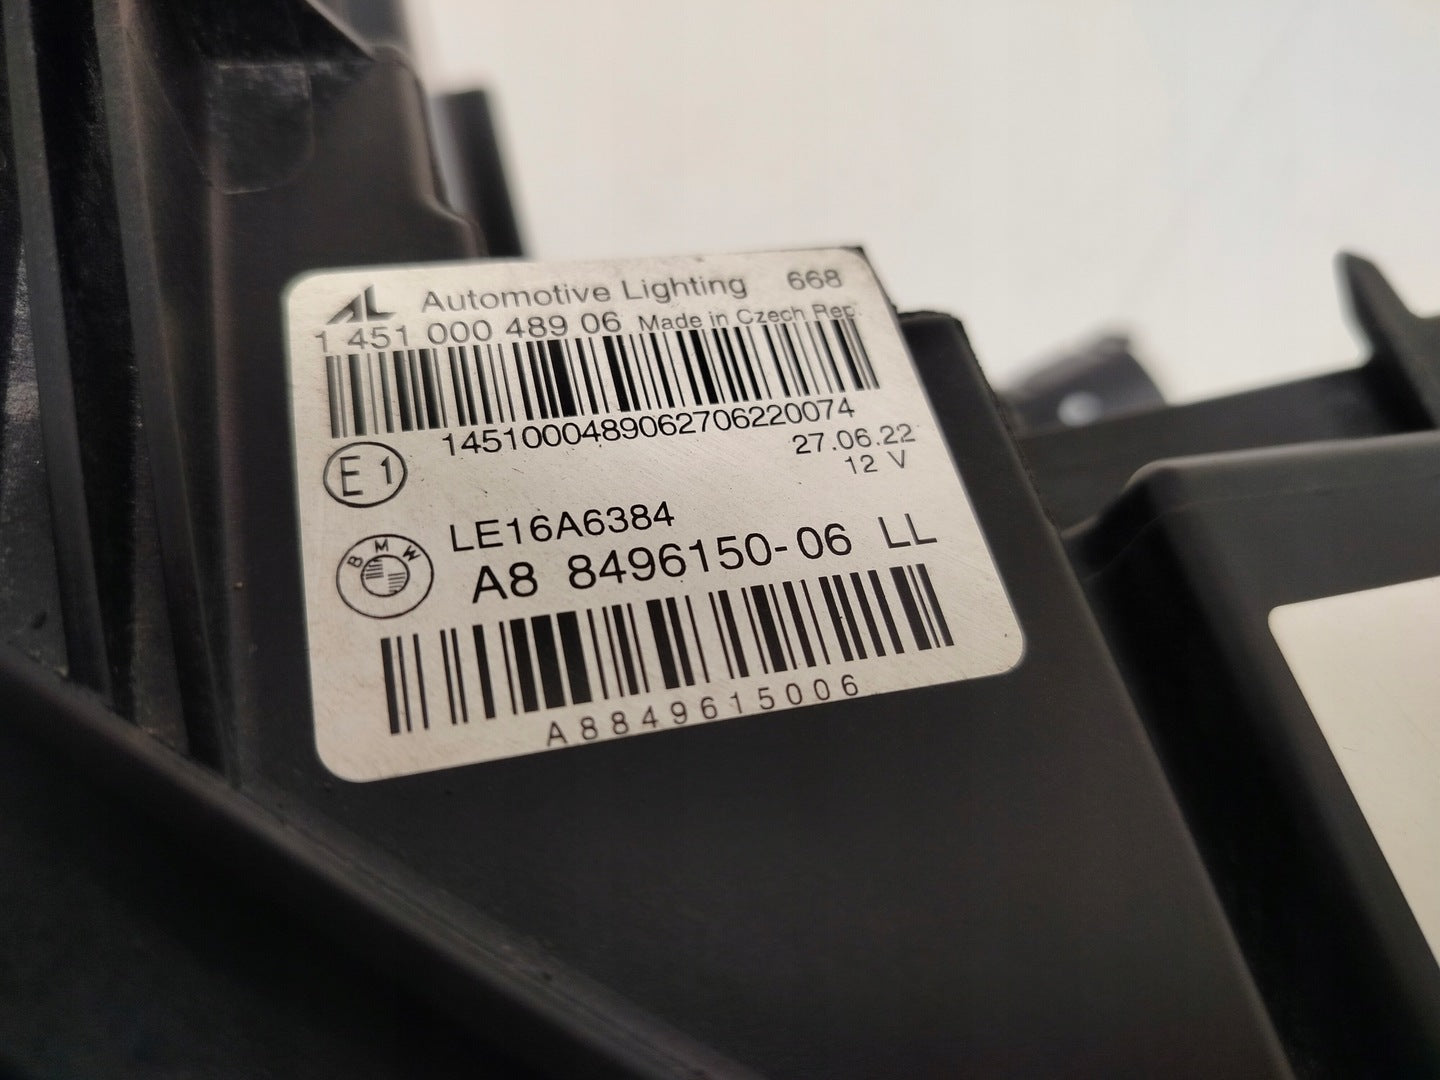 AL Automotive Lighting 668
1 451 000 489 06 Made in Czech Rep.
1451000489062706220074
E1 27.06.22
12 V
LE16A6384
BMW A8 8496150-06 LL
A8849615006